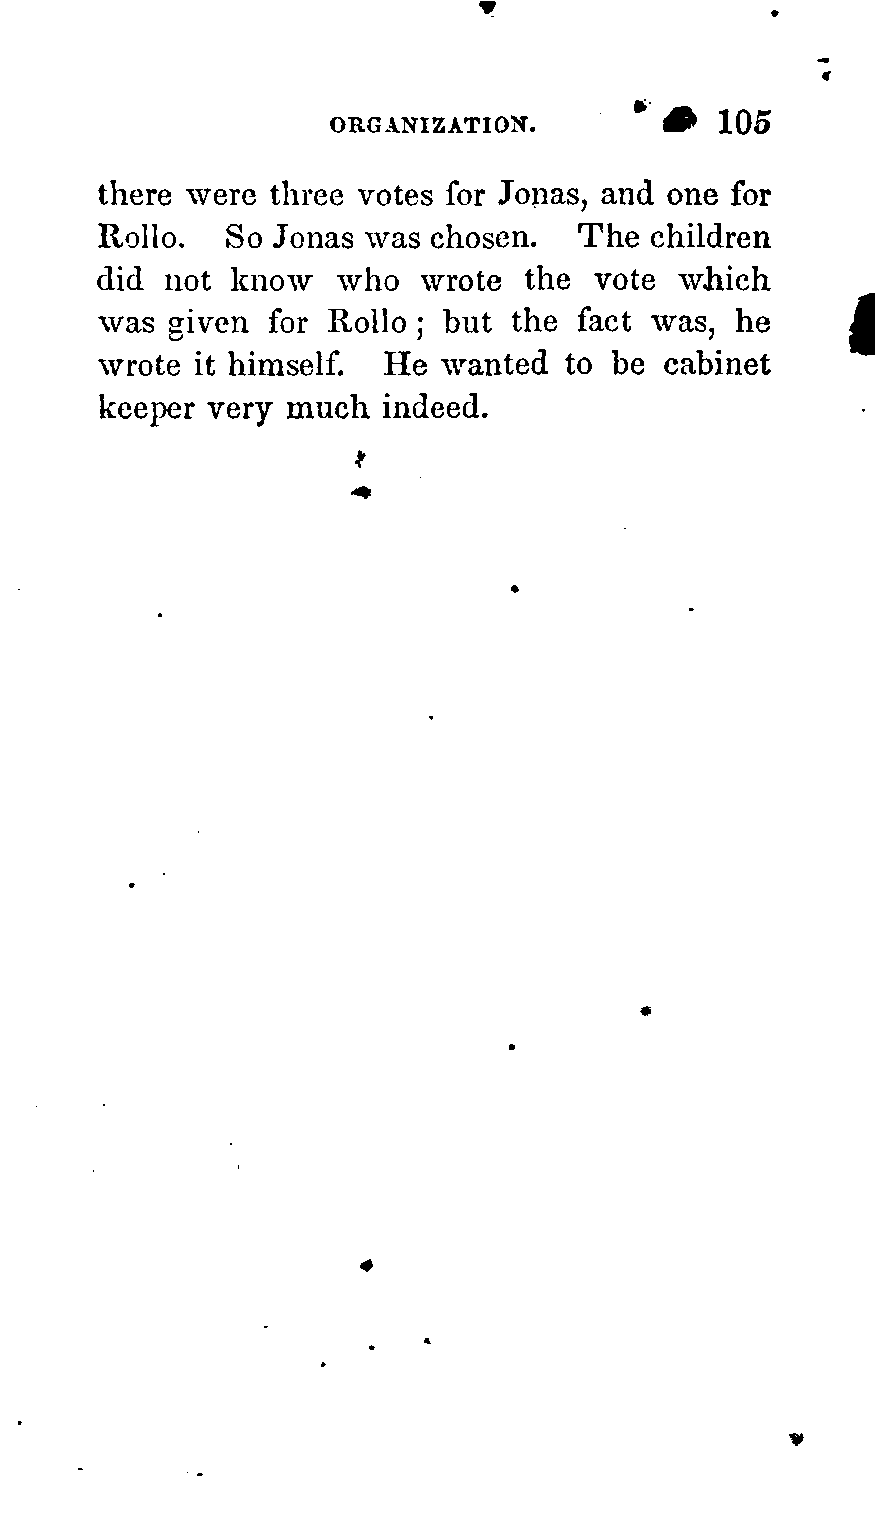 ORGANIZATION. 105
there were three votes for Jonas, and one for
Rollo. So Jonas was chosen. The children
did not know who wrote the vote which
was given for Rollo; but the fact was, he
wrote it himself. He wanted to be cabinet
keeper very much indeed.